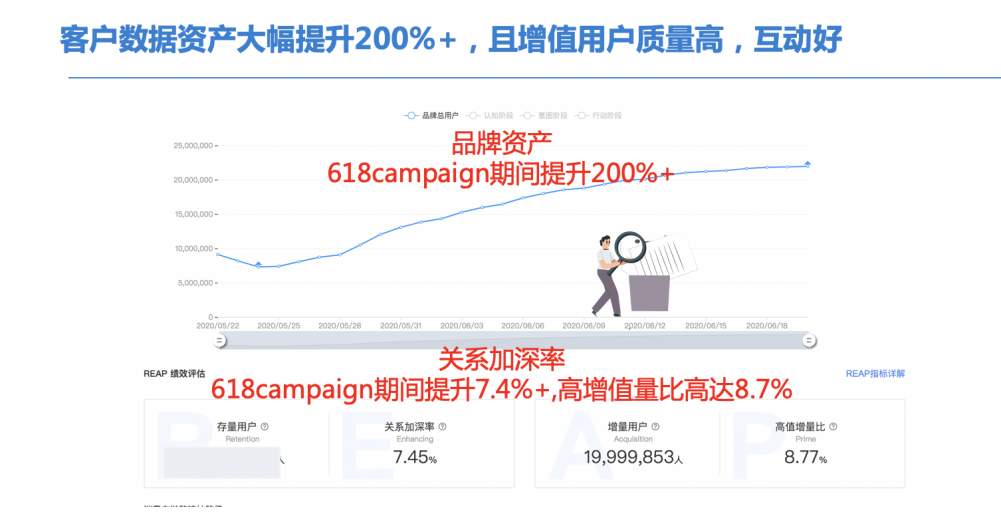 客户数据资产大幅提升200%+，且增值用户质量高，互动好
品牌总用户 认知阶段 意图阶段 行动阶段
品牌资产
618campaign期间提升200%+
25,000,000
20,000,000
15,000,000
10,000,000
5,000,000
0
2020/05/22 2020/05/25 2020/05/28 2020/05/31 2020/06/03 2020/06/06 2020/06/09 2020/06/12 2020/06/15 2020/06/18
关系加深率
618campaign期间提升7.4%+,高增值量比高达8.7%
REAP 绩效评估 REAP指标详解
R E A P
存量用户 关系加深率 增量用户 高值增量比
Retention Enhancing Acquisition Prime
人 7.45% 19,999,853人 8.77%